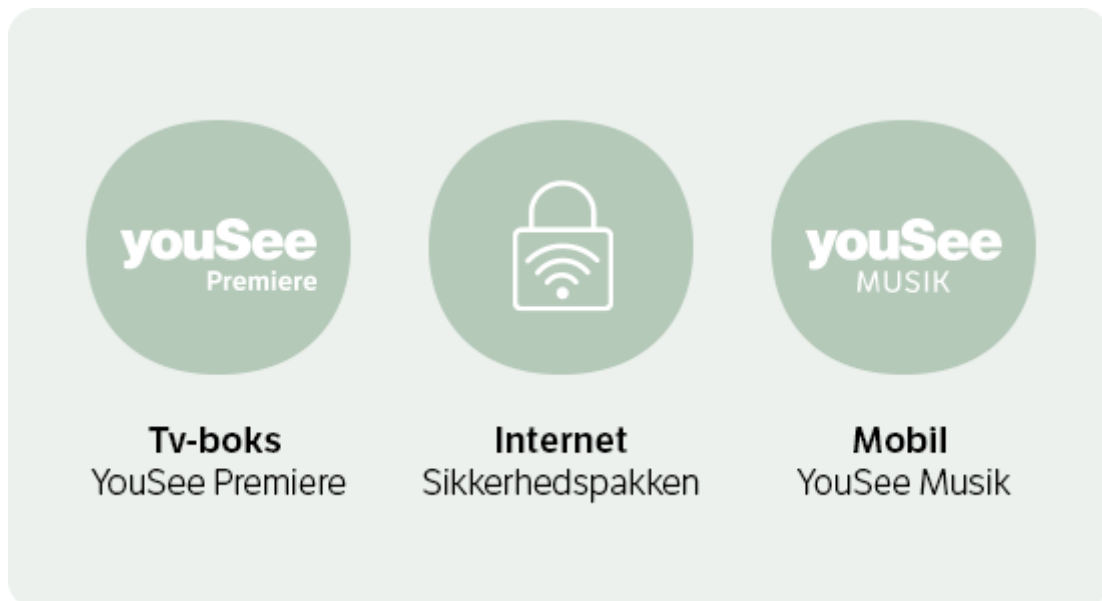 youSee
Premiere
youSee
MUSIK
Tv-boks
YouSee Premiere
Internet
Sikkerhedspakken
Mobil
YouSee Musik